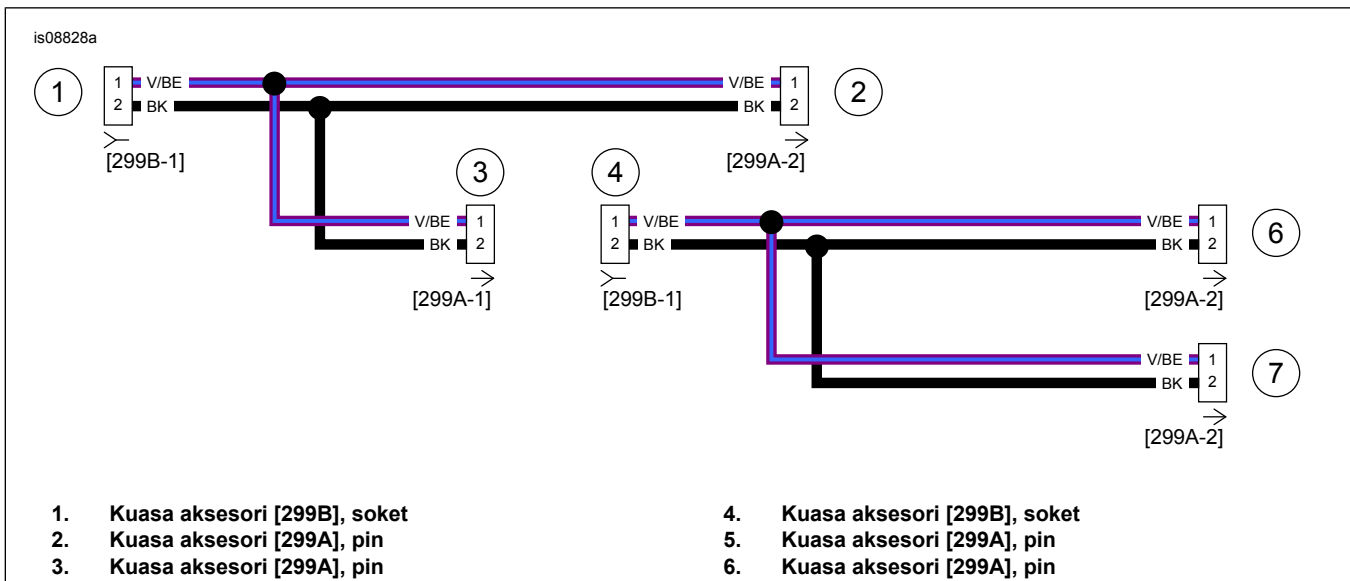 is08828a
1
1 V/BE V/BE 1
2 BK BK 2
2
[299B-1]
[299A-2]
3
4
1 V/BE
2 BK
V/BE 1
BK 2
V/BE 1
BK 2
6
[299A-1]
[299B-1]
[299A-2]
V/BE 1
BK 2
7
[299A-2]
1. Kuasa aksesori [299B], soket
2. Kuasa aksesori [299A], pin
3. Kuasa aksesori [299A], pin
4. Kuasa aksesori [299B], soket
5. Kuasa aksesori [299A], pin
6. Kuasa aksesori [299A], pin